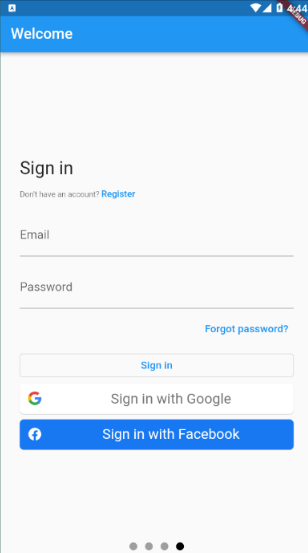 4:44
Welcome
Sign in
Don't have an account? Register
Email
Password
Forgot password?
Sign in
Sign in with Google
Sign in with Facebook